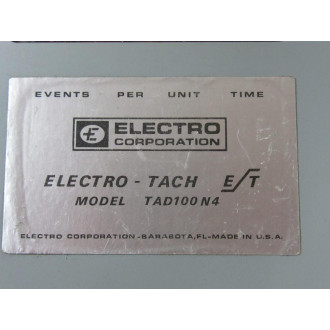 EVENTS PER UNIT TIME
E ELECTRO
CORPORATION
ELECTRO - TACH E/T
MODEL TAD100N4
ELECTRO CORPORATION-SARASOTA,FL-MADE IN U.S.A.